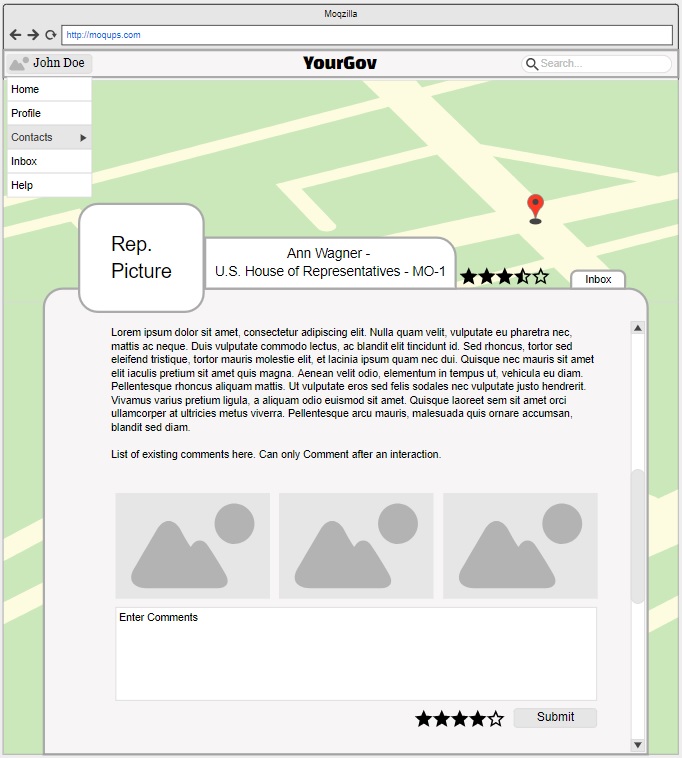 Moqzilla
http://moqups.com
John Doe
YourGov
Search...
Home
Profile
Contacts
Inbox
Help
Rep.
Picture
Ann Wagner -
U.S. House of Representatives - MO-1
Inbox
Lorem ipsum dolor sit amet, consectetur adipiscing elit. Nulla quam velit, vulputate eu pharetra nec,
mattis ac neque. Duis vulputate commodo lectus, ac blandit elit tincidunt id. Sed rhoncus, tortor sed
eleifend tristique, tortor mauris molestie elit, et lacinia ipsum quam nec dui. Quisque nec mauris sit amet
elit iaculis pretium sit amet quis magna. Aenean velit odio, elementum in tempus ut, vehicula eu diam.
Pellentesque rhoncus aliquam mattis. Ut vulputate eros sed felis sodales nec vulputate justo hendrerit.
Vivamus varius pretium ligula, a aliquam odio euismod sit amet. Quisque laoreet sem sit amet orci
ullamcorper at ultricies metus viverra. Pellentesque arcu mauris, malesuada quis ornare accumsan,
blandit sed diam.
List of existing comments here. Can only Comment after an interaction.
Enter Comments
Submit